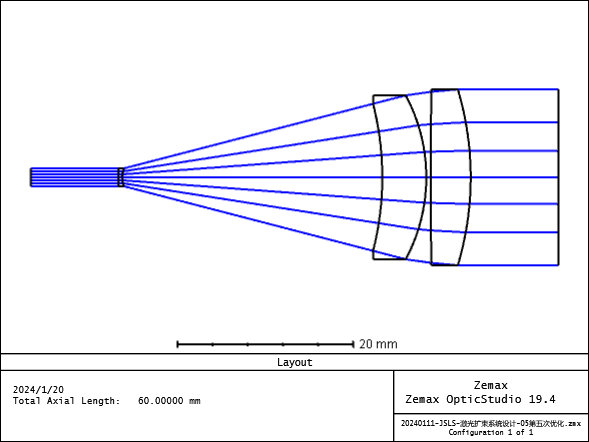 20 mm
Layout
2024/1/20
Total Axial Length:   60.00000 mm
Zemax
Zemax OpticStudio 19.4
20240111-JSLS-激光扩束系统设计-05第五次优化.zmx
Configuration 1 of 1